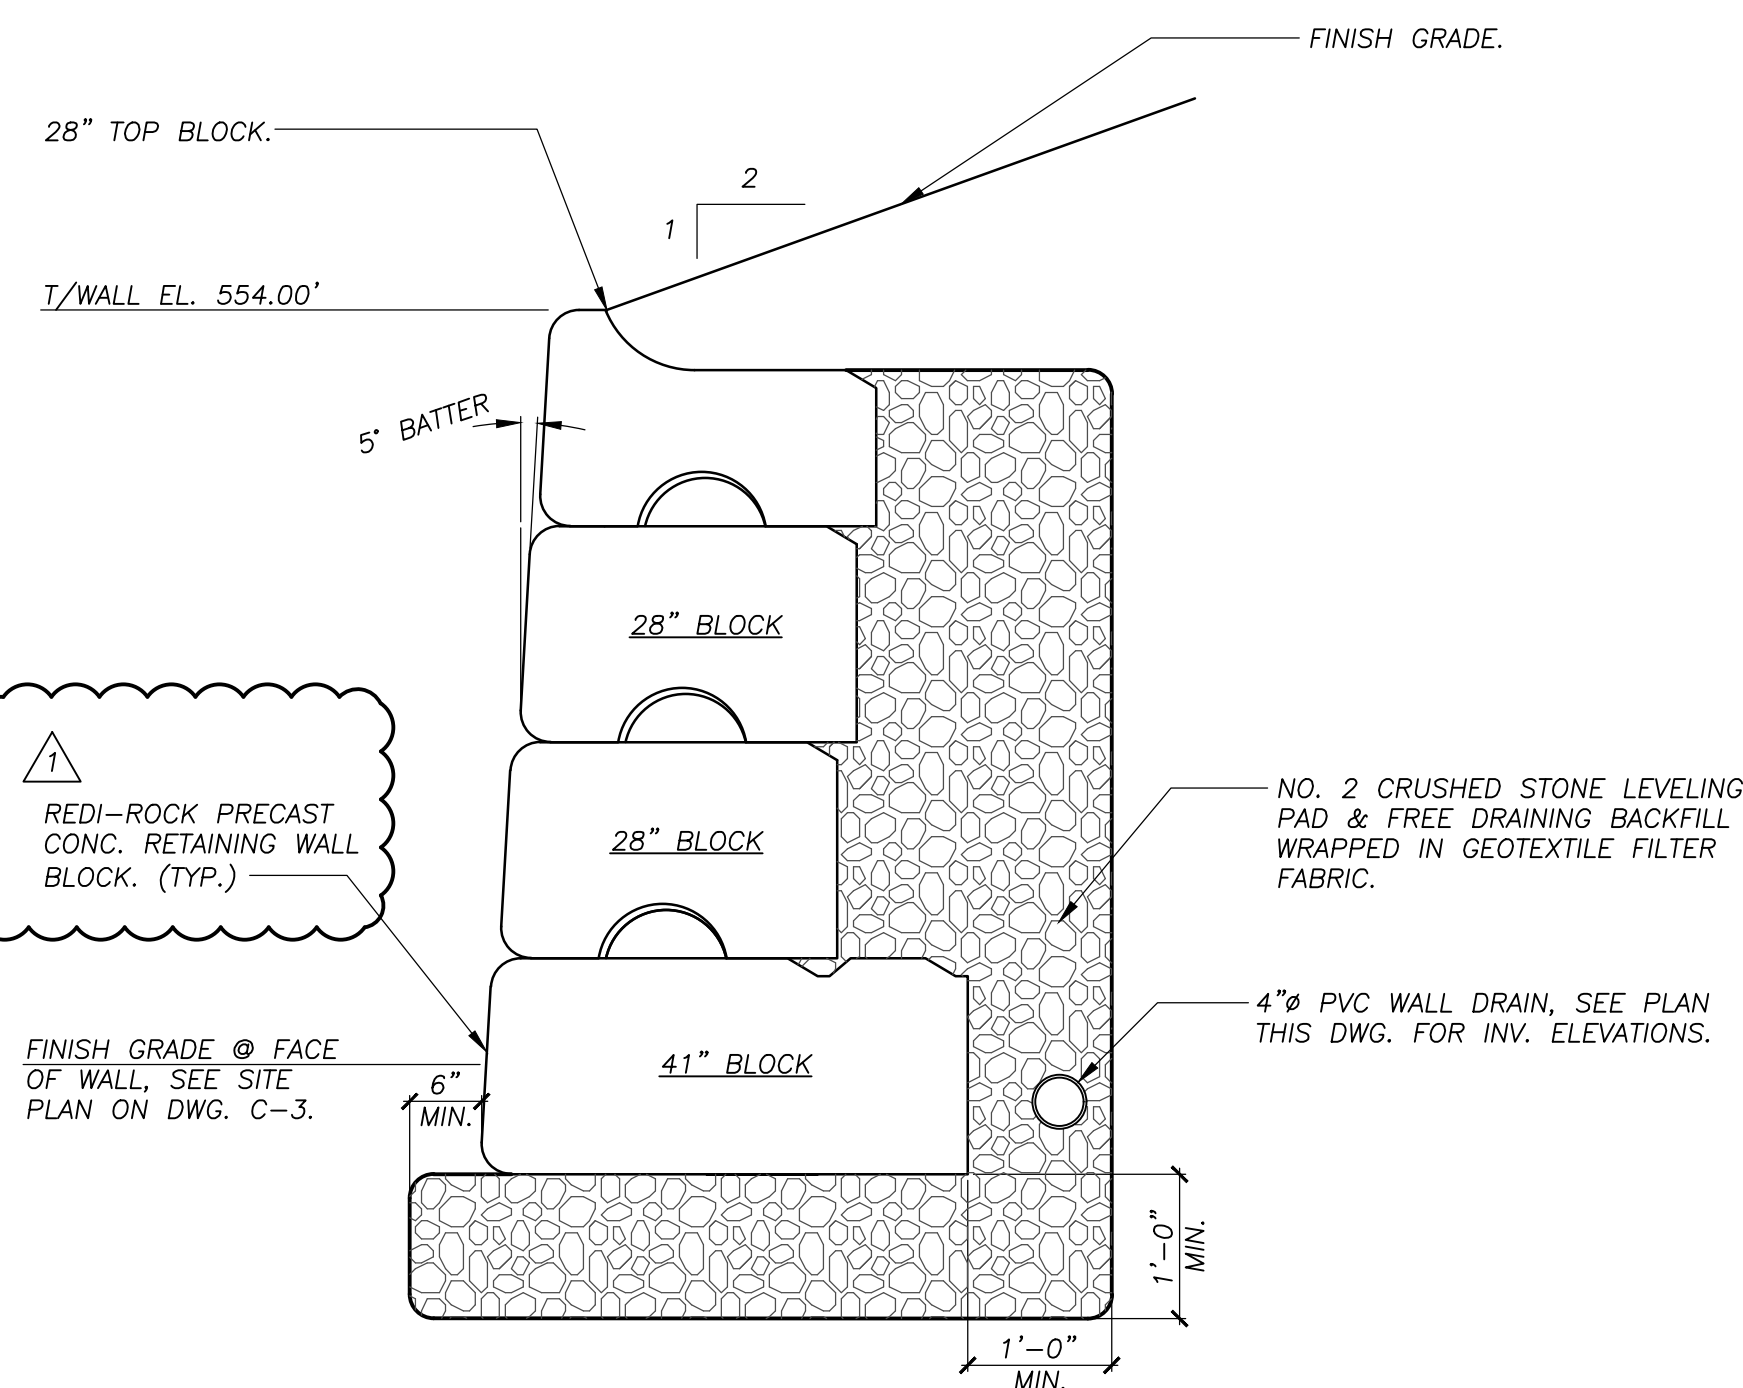 FINISH GRADE.
28” TOP BLOCK.
2
1
T/WALL EL. 554.00’
5° BATTER
28” BLOCK
1
REDI-ROCK PRECAST
CONC. RETAINING WALL
BLOCK. (TYP.)
28” BLOCK
NO. 2 CRUSHED STONE LEVELING
PAD & FREE DRAINING BACKFILL
WRAPPED IN GEOTEXTILE FILTER
FABRIC.
4”ø PVC WALL DRAIN, SEE PLAN
THIS DWG. FOR INV. ELEVATIONS.
FINISH GRADE @ FACE
OF WALL, SEE SITE
PLAN ON DWG. C-3.
6”
MIN.
41” BLOCK
1’-0”
MIN.
1’-0”
MIN.